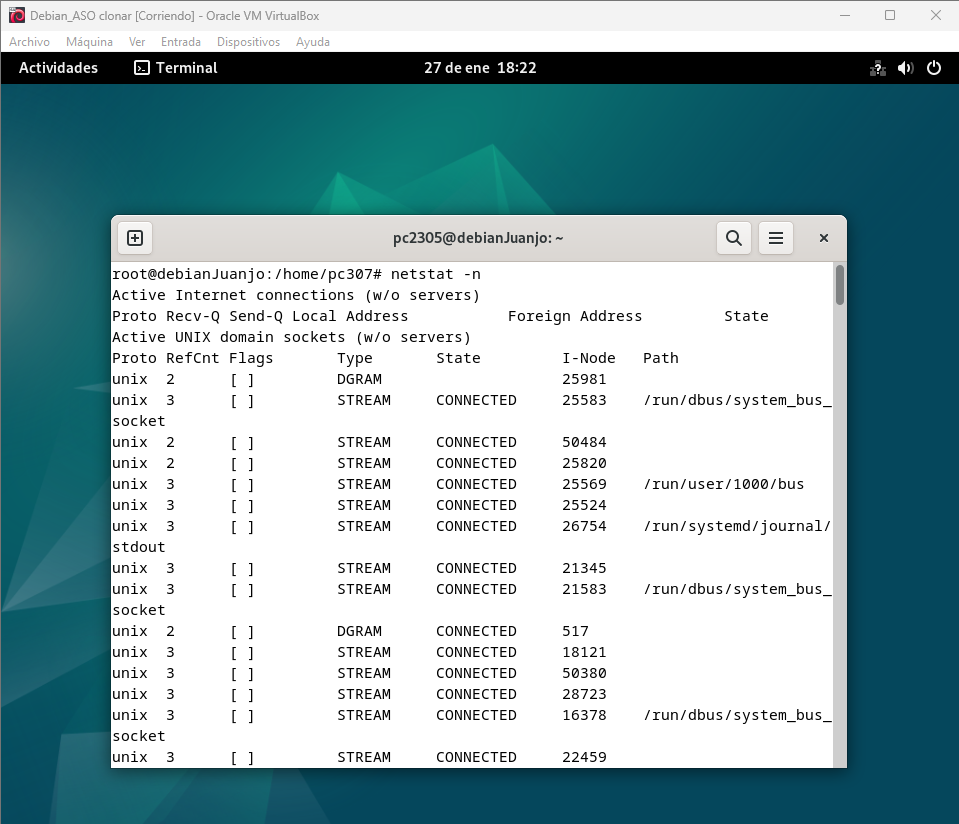 Debian_ASO clonar [Corriendo] - Oracle VM VirtualBox
Archivo Máquina Ver Entrada Dispositivos Ayuda
Actividades Terminal 27 de ene 18:22
pc2305@debianJuanjo: ~
root@debianJuanjo:/home/pc307# netstat -n
Active Internet connections (w/o servers)
Proto Recv-Q Send-Q Local Address           Foreign Address         State
Active UNIX domain sockets (w/o servers)
Proto RefCnt Flags       Type       State         I-Node   Path
unix  2      [ ]         DGRAM                    25981
unix  3      [ ]         STREAM     CONNECTED     25583    /run/dbus/system_bus_
socket
unix  2      [ ]         STREAM     CONNECTED     50484
unix  2      [ ]         STREAM     CONNECTED     25820
unix  3      [ ]         STREAM     CONNECTED     25569    /run/user/1000/bus
unix  3      [ ]         STREAM     CONNECTED     25524
unix  3      [ ]         STREAM     CONNECTED     26754    /run/systemd/journal/
stdout
unix  3      [ ]         STREAM     CONNECTED     21345
unix  3      [ ]         STREAM     CONNECTED     21583    /run/dbus/system_bus_
socket
unix  2      [ ]         DGRAM      CONNECTED     517
unix  3      [ ]         STREAM     CONNECTED     18121
unix  3      [ ]         STREAM     CONNECTED     50380
unix  3      [ ]         STREAM     CONNECTED     28723
unix  3      [ ]         STREAM     CONNECTED     16378    /run/dbus/system_bus_
socket
unix  3      [ ]         STREAM     CONNECTED     22459